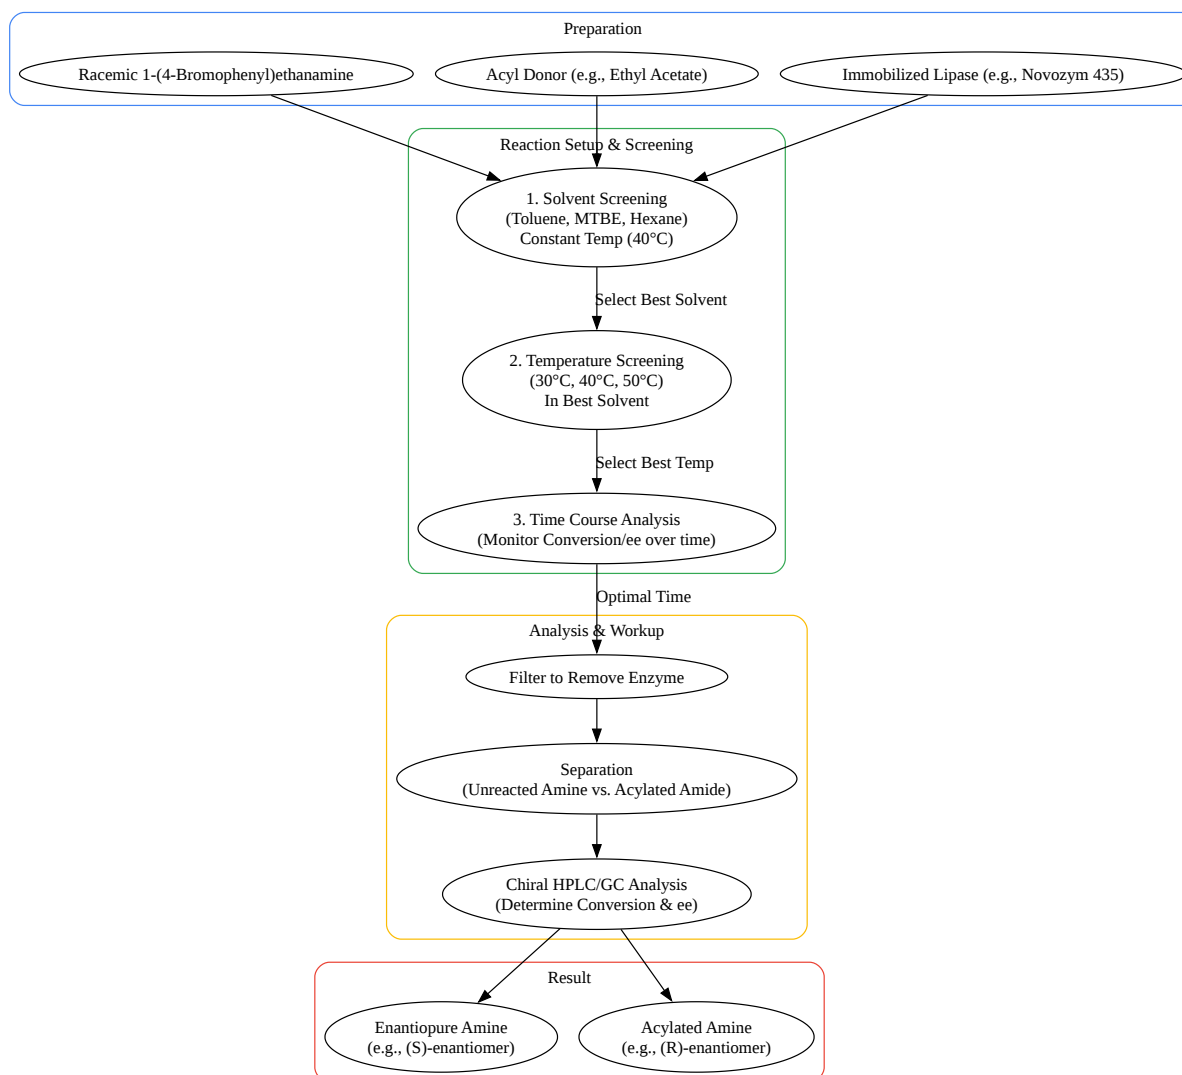 Preparation
Racemic 1-(4-Bromophenyl)ethanamine
Acyl Donor (e.g., Ethyl Acetate)
Immobilized Lipase (e.g., Novozym 435)
Reaction Setup & Screening
1. Solvent Screening
(Toluene, MTBE, Hexane)
Constant Temp (40°C)
Select Best Solvent
2. Temperature Screening
(30°C, 40°C, 50°C)
In Best Solvent
Select Best Temp
3. Time Course Analysis
(Monitor Conversion/ee over time)
Optimal Time
Analysis & Workup
Filter to Remove Enzyme
Separation
(Unreacted Amine vs. Acylated Amide)
Chiral HPLC/GC Analysis
(Determine Conversion & ee)
Result
Enantiopure Amine
(e.g., (S)-enantiomer)
Acylated Amine
(e.g., (R)-enantiomer)